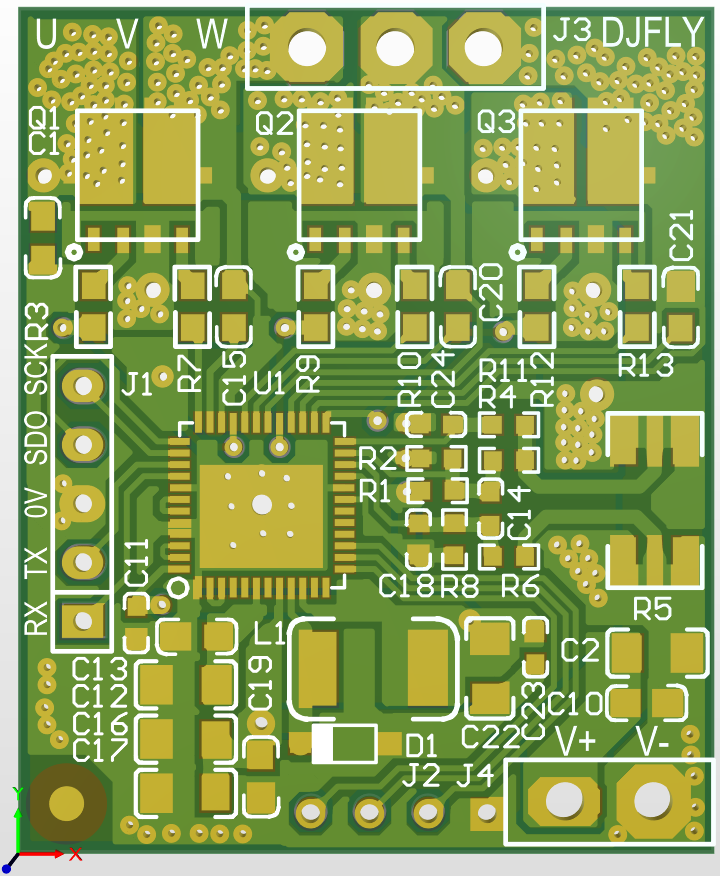 U V W J3 DJFLY
Q1 Q2 Q3
C1
C21
C20
R3
R7 C15 U1 R9 R10 C24 R11 R12 R13
R4
SCK J1
SDO R2
R1
0V C14
TX C11 C18 R8 R6
RX L1 R5
C13 C19 C2
C12 C23 C10
C16 C22 V+ V-
C17 D1
J2 J4
Y
X